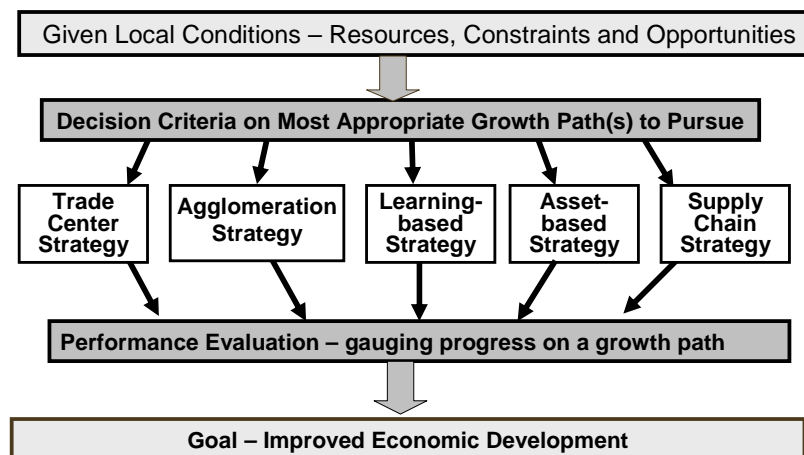 Given Local Conditions – Resources, Constraints and Opportunities
Decision Criteria on Most Appropriate Growth Path(s) to Pursue
Trade
Center
Strategy
Agglomeration
Strategy
Learning-
based
Strategy
Asset-
based
Strategy
Supply
Chain
Strategy
Performance Evaluation – gauging progress on a growth path
Goal – Improved Economic Development